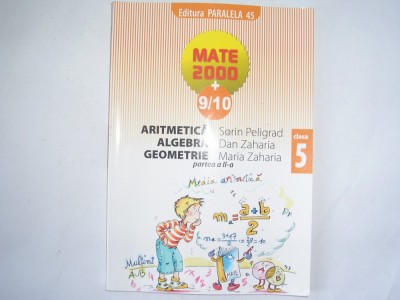 Editura PARALELA 45
MATE
2000
+
9/10
ARITMETICĂ Sorin Peligrad
ALGEBRĂ Dan Zaharia
GEOMETRIE Maria Zaharia
partea a II-a
clasa
5
Media aritmetică
m_a = a+b / 2
Mulțimi
A∪B